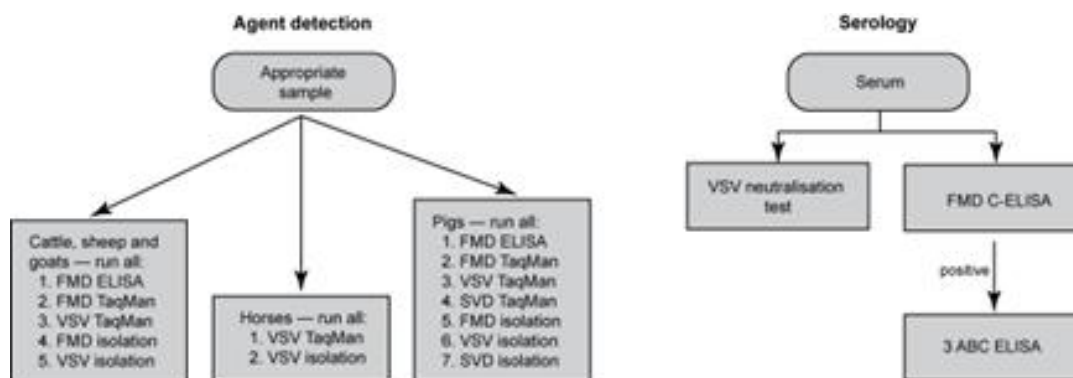 Agent detection
Appropriate
sample
Cattle, sheep and
goats — run all:
1. FMD ELISA
2. FMD TaqMan
3. VSV TaqMan
4. FMD isolation
5. VSV isolation
Horses — run all:
1. VSV TaqMan
2. VSV isolation
Pigs — run all:
1. FMD ELISA
2. FMD TaqMan
3. VSV TaqMan
4. SVD TaqMan
5. FMD isolation
6. VSV isolation
7. SVD isolation
Serology
Serum
VSV neutralisation
test
FMD C-ELISA
positive
3 ABC ELISA